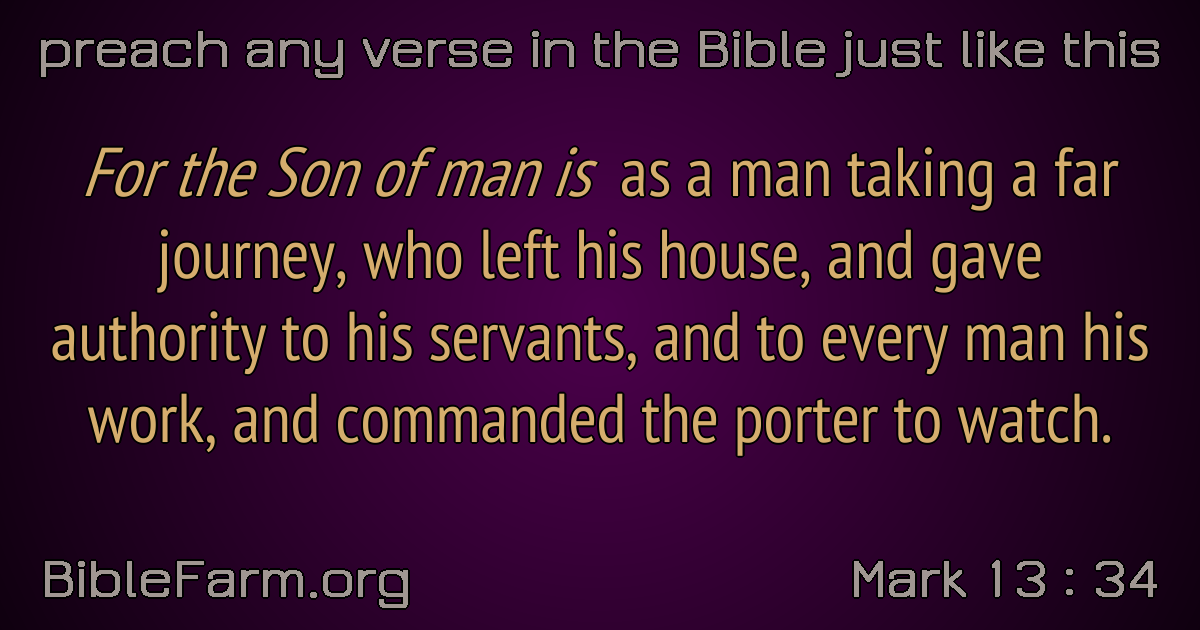 preach any verse in the Bible just like this
For the Son of man is as a man taking a far
journey, who left his house, and gave
authority to his servants, and to every man his
work, and commanded the porter to watch.
BibleFarm.org
Mark 13 : 34